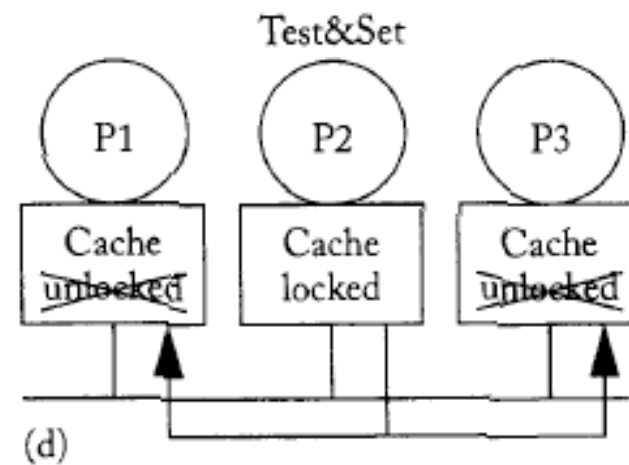 Test&Set
P1 P2 P3
Cache Cache Cache
unlocked locked unlocked
(d)